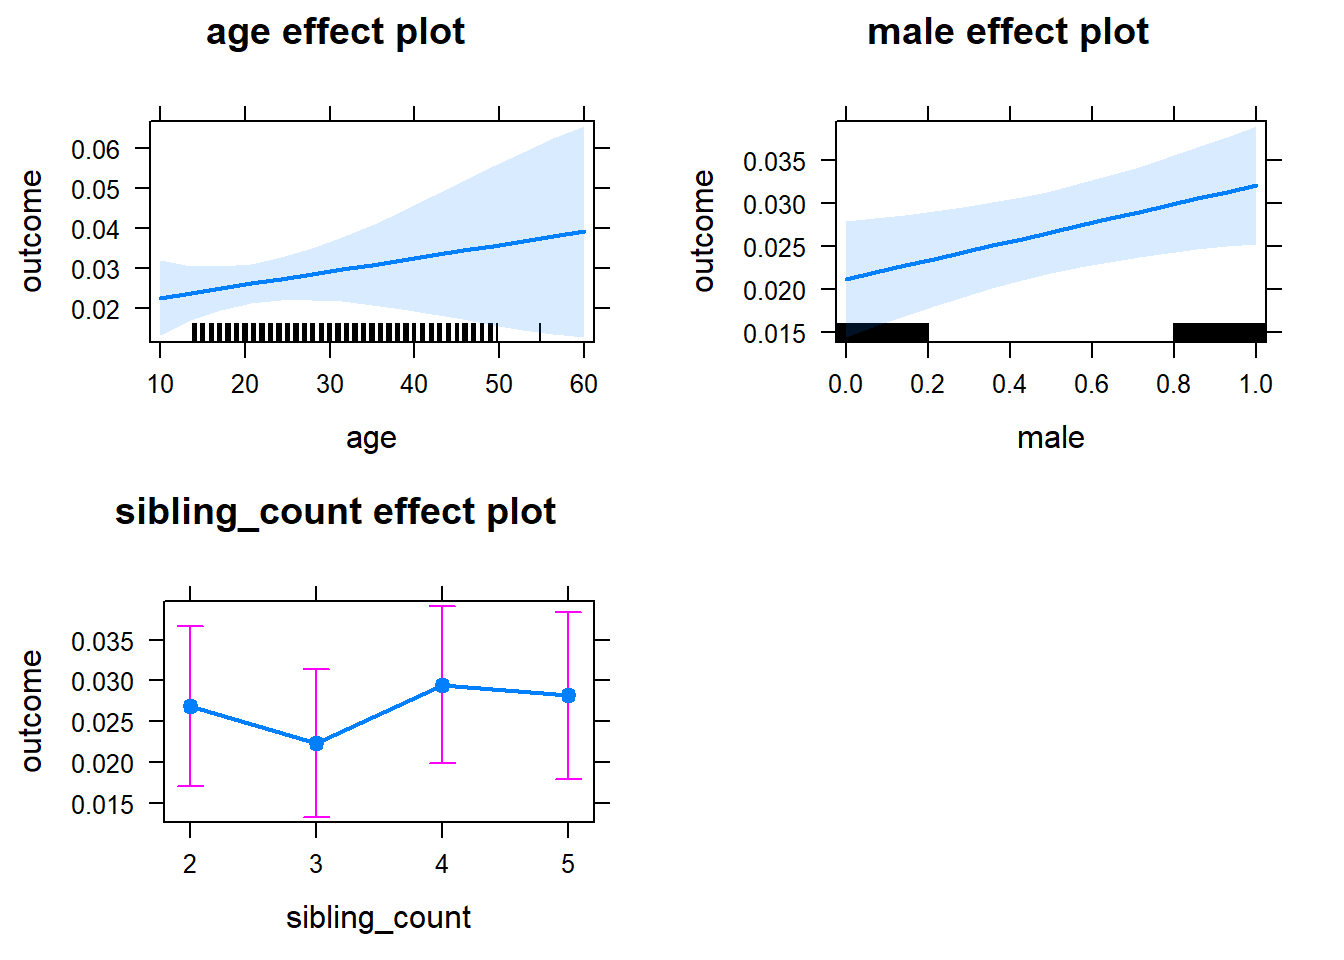 age effect plot
outcome
0.06
0.05
0.04
0.03
0.02
10 20 30 40 50 60
age
male effect plot
outcome
0.035
0.030
0.025
0.020
0.015
0.0 0.2 0.4 0.6 0.8 1.0
male
sibling_count effect plot
outcome
0.035
0.030
0.025
0.020
0.015
2 3 4 5
sibling_count